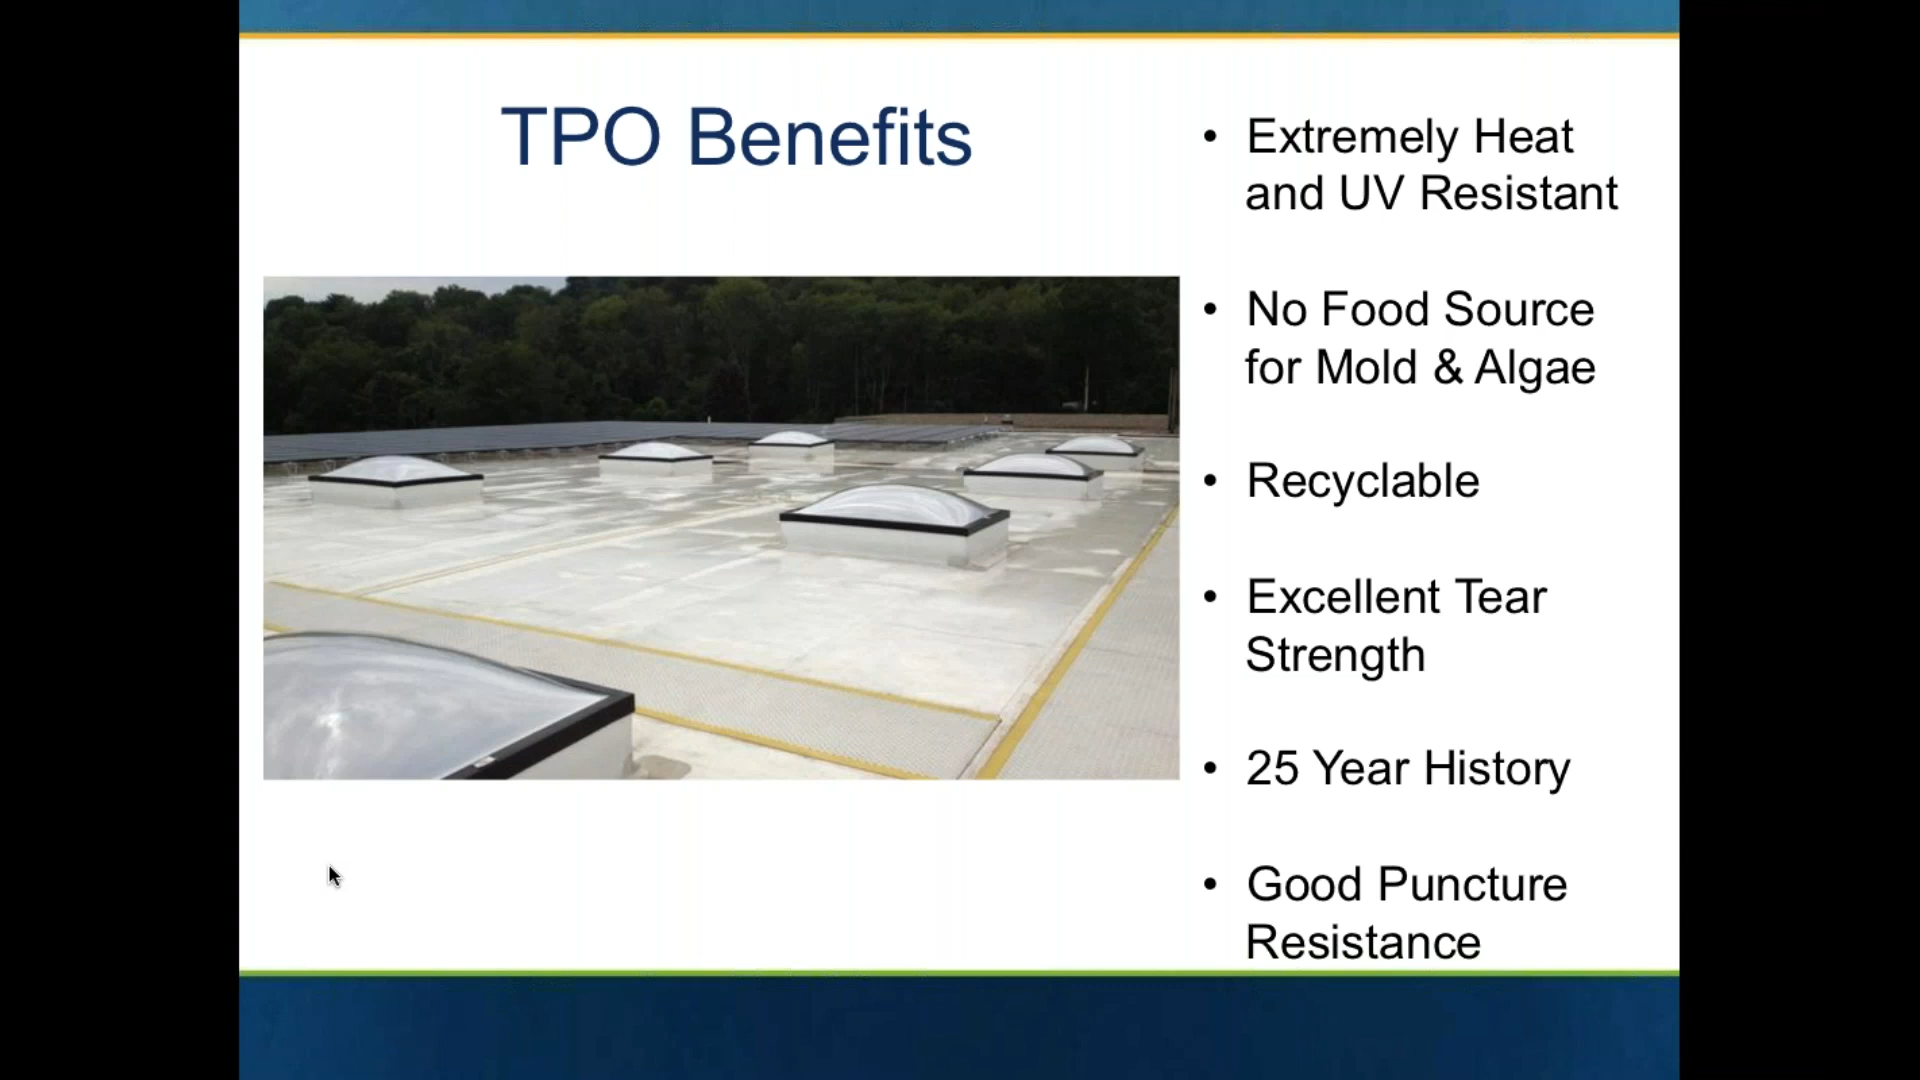 TPO Benefits
• Extremely Heat
and UV Resistant
• No Food Source
for Mold & Algae
• Recyclable
• Excellent Tear
Strength
• 25 Year History
• Good Puncture
Resistance